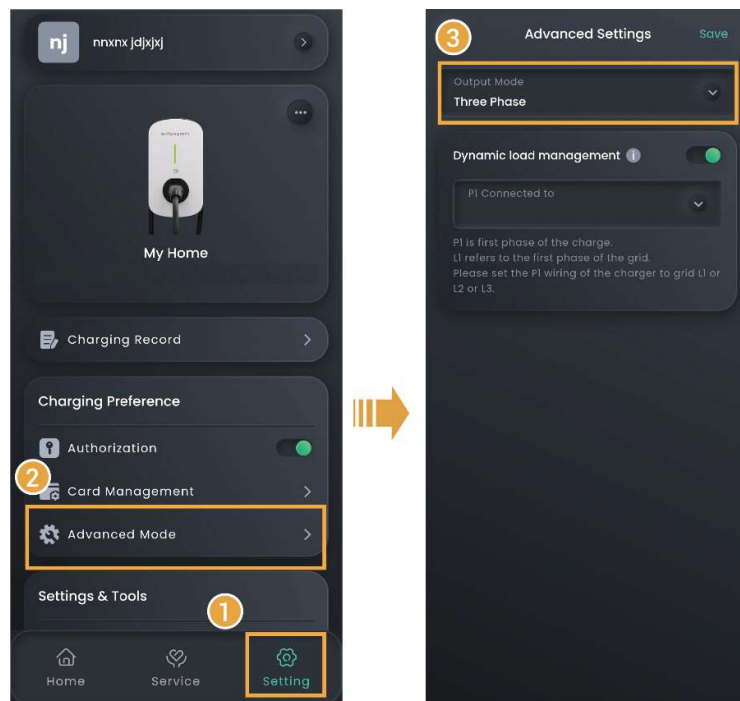 nj
nnxnx jdjxjxj
My Home
Charging Record
Charging Preference
Authorization
2
Card Management
Advanced Mode
Settings & Tools
1
Home
Service
Setting
3
Advanced Settings
Save
Output Mode
Three Phase
Dynamic load management
P1 Connected to
P1 is first phase of the charge.
L1 refers to the first phase of the grid.
Please set the P1 wiring of the charger to grid L1 or
L2 or L3.